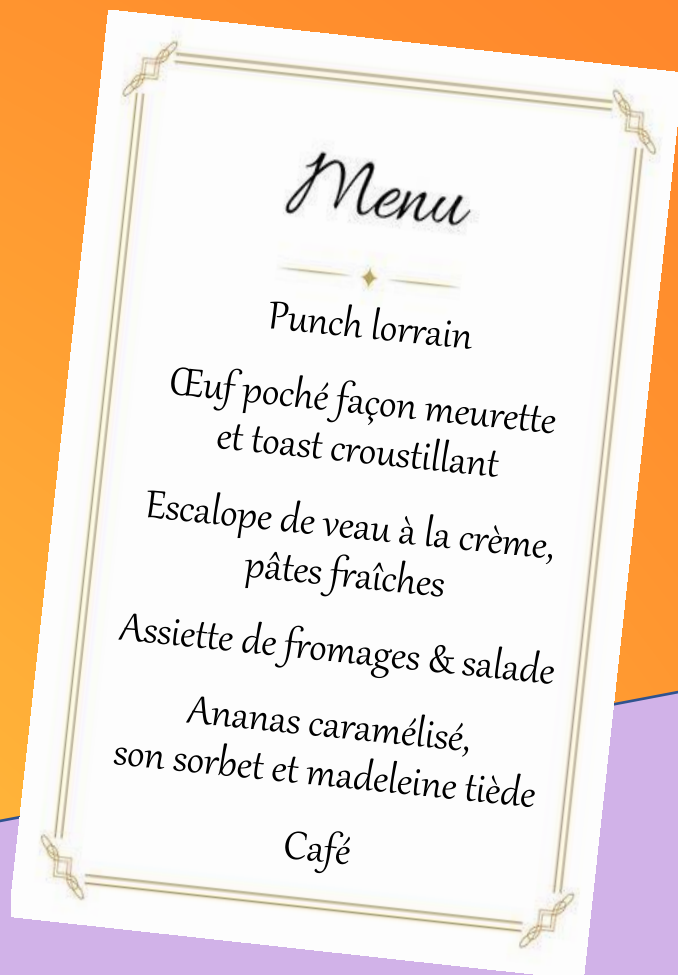 Menu
Punch lorrain
Œuf poché façon meurette
et toast croustillant
Escalope de veau à la crème,
pâtes fraîches
Assiette de fromages & salade
Ananas caramélisé,
son sorbet et madeleine tiède
Café